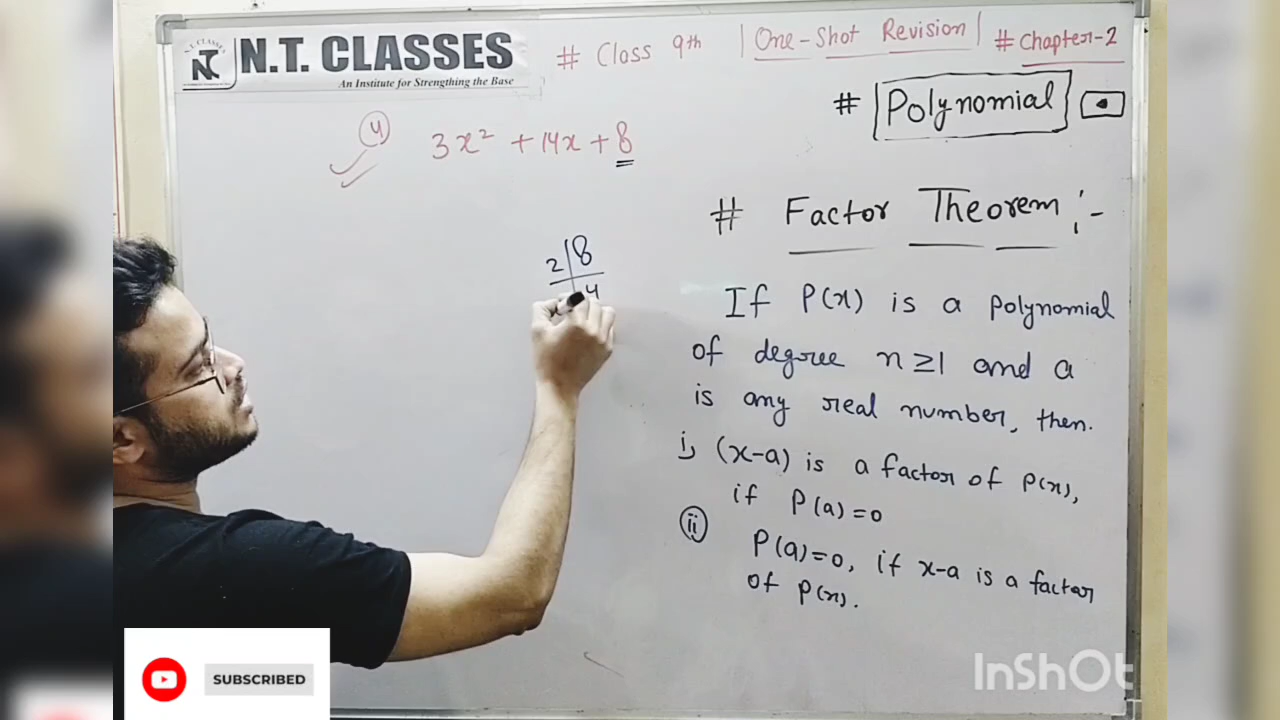 N.T. CLASSES
An Institute for Strengthening the Base
# Class 9th | One-Shot Revision | # Chapter-2
# Polynomial
4
3x² + 14x + 8
2 | 8
4
# Factor Theorem :-
If P(x) is a polynomial
of degree n ≥ 1 and a
is any real number, then.
i, (x-a) is a factor of P(x),
if P(a)=0
ii P(a)=0, if x-a is a factor
of P(x).
SUBSCRIBED
InShOt